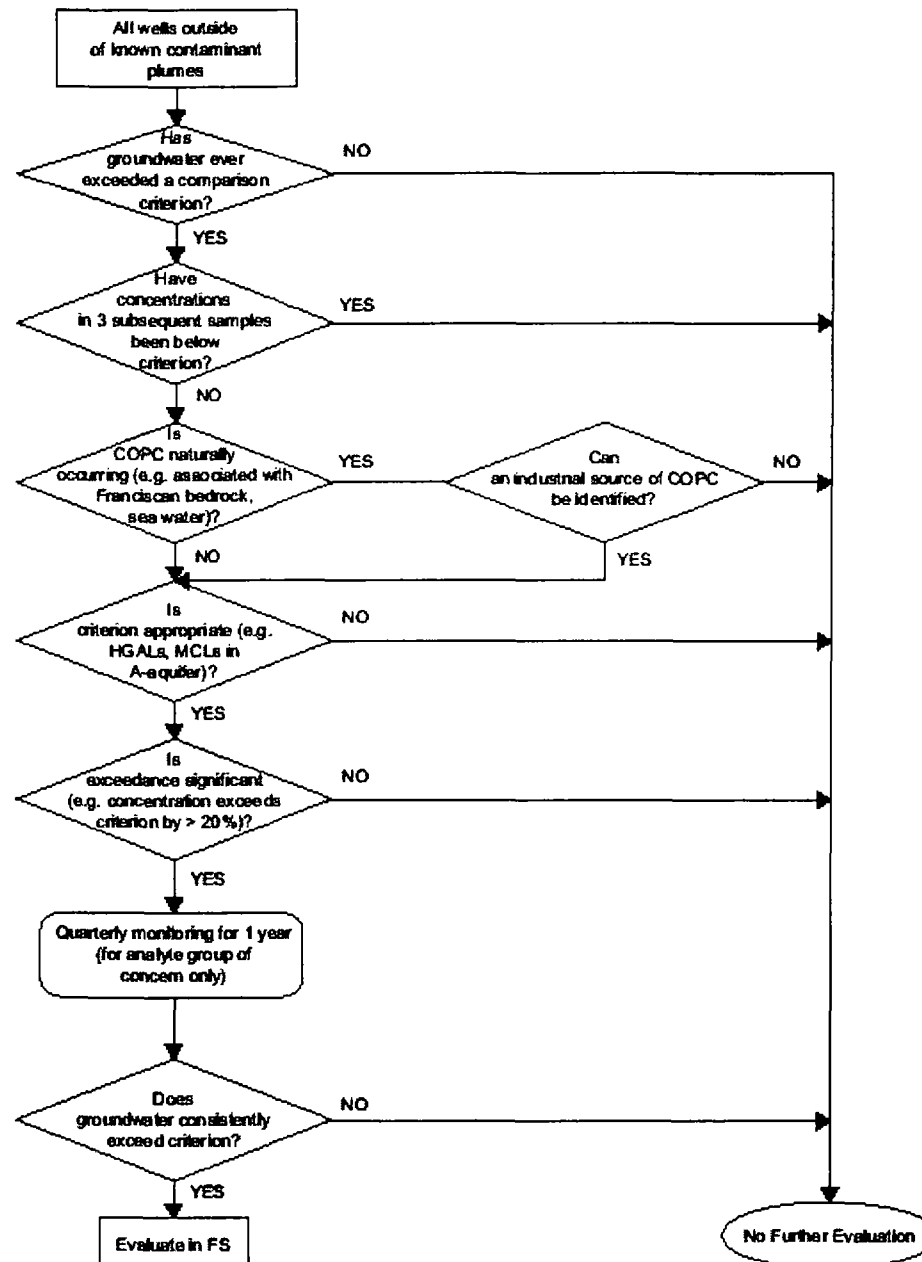 All wells outside
of known contaminant
plumes
Has
groundwater ever
exceeded a comparison
criterion?
NO
YES
Have
concentrations
in 3 subsequent samples
been below
criterion?
YES
NO
Is
COPC naturally
occurring (e.g. associated with
Franciscan bedrock,
sea water)?
YES
Can
an industrial source of COPC
be identified?
NO
NO
YES
Is
criterion appropriate (e.g.
HGALs, MCLs in
A-aquifer)?
NO
YES
Is
exceedance significant
(e.g. concentration exceeds
criterion by > 20%)?
NO
YES
Quarterly monitoring for 1 year
(for analyte group of
concern only)
Does
groundwater consistently
exceed criterion?
NO
YES
Evaluate in FS
No Further Evaluation